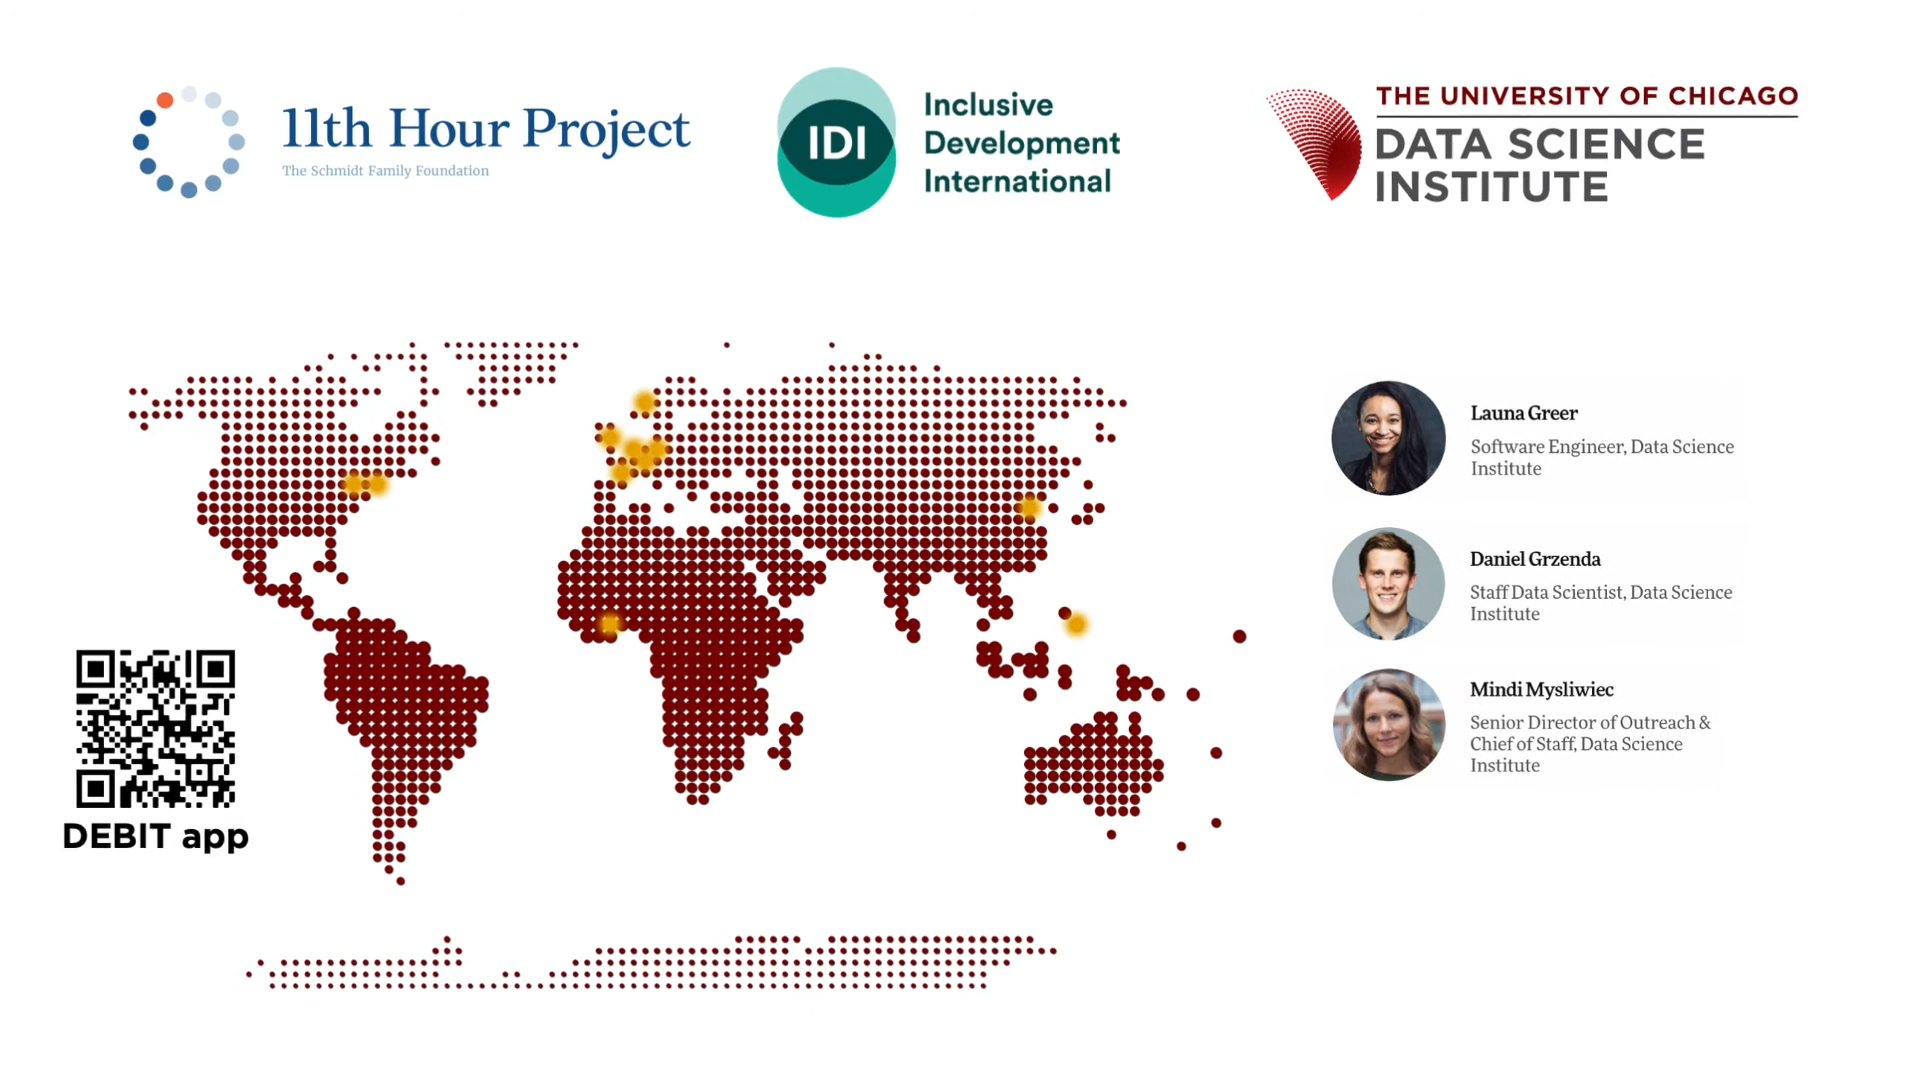 11th Hour Project
The Schmidt Family Foundation
IDI
Inclusive
Development
International
THE UNIVERSITY OF CHICAGO
DATA SCIENCE
INSTITUTE
Launa Greer
Software Engineer, Data Science
Institute
Daniel Grzenda
Staff Data Scientist, Data Science
Institute
Mindi Mysliwiec
Senior Director of Outreach &
Chief of Staff, Data Science
Institute
DEBIT app